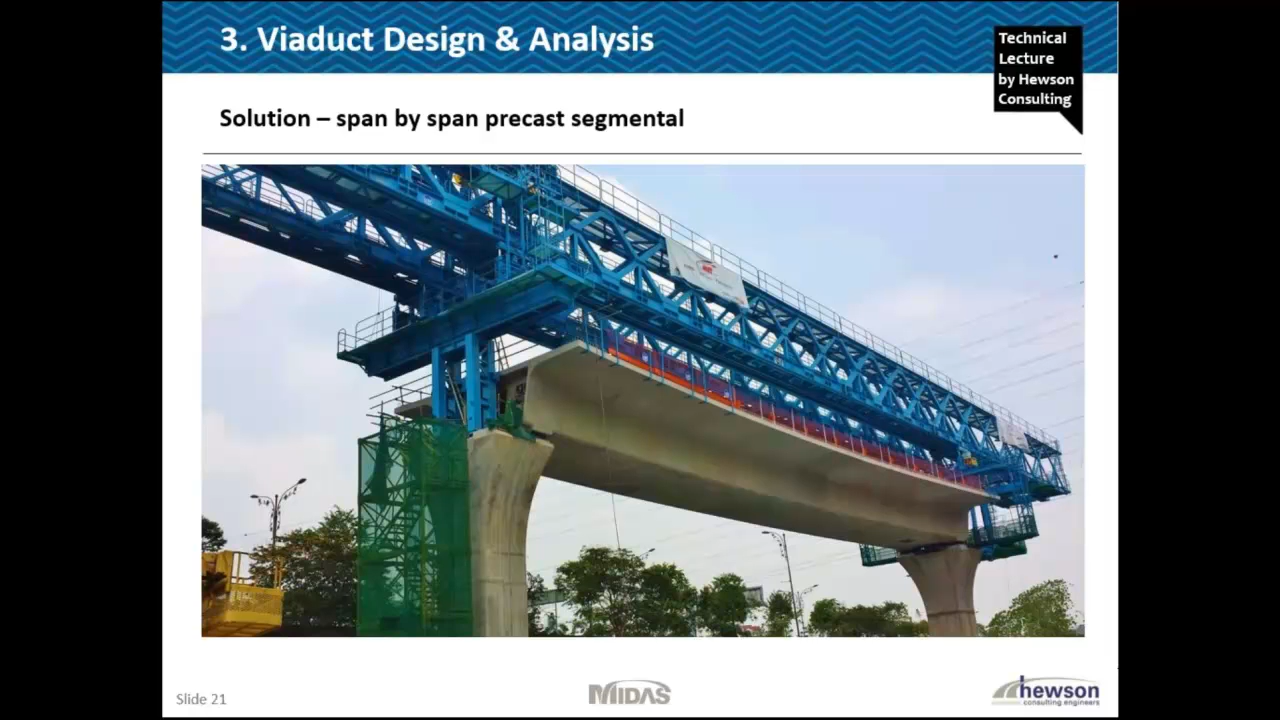 3. Viaduct Design & Analysis
Technical
Lecture
by Hewson
Consulting
Solution – span by span precast segmental
Slide 21
MIDAS
hewson
consulting engineers